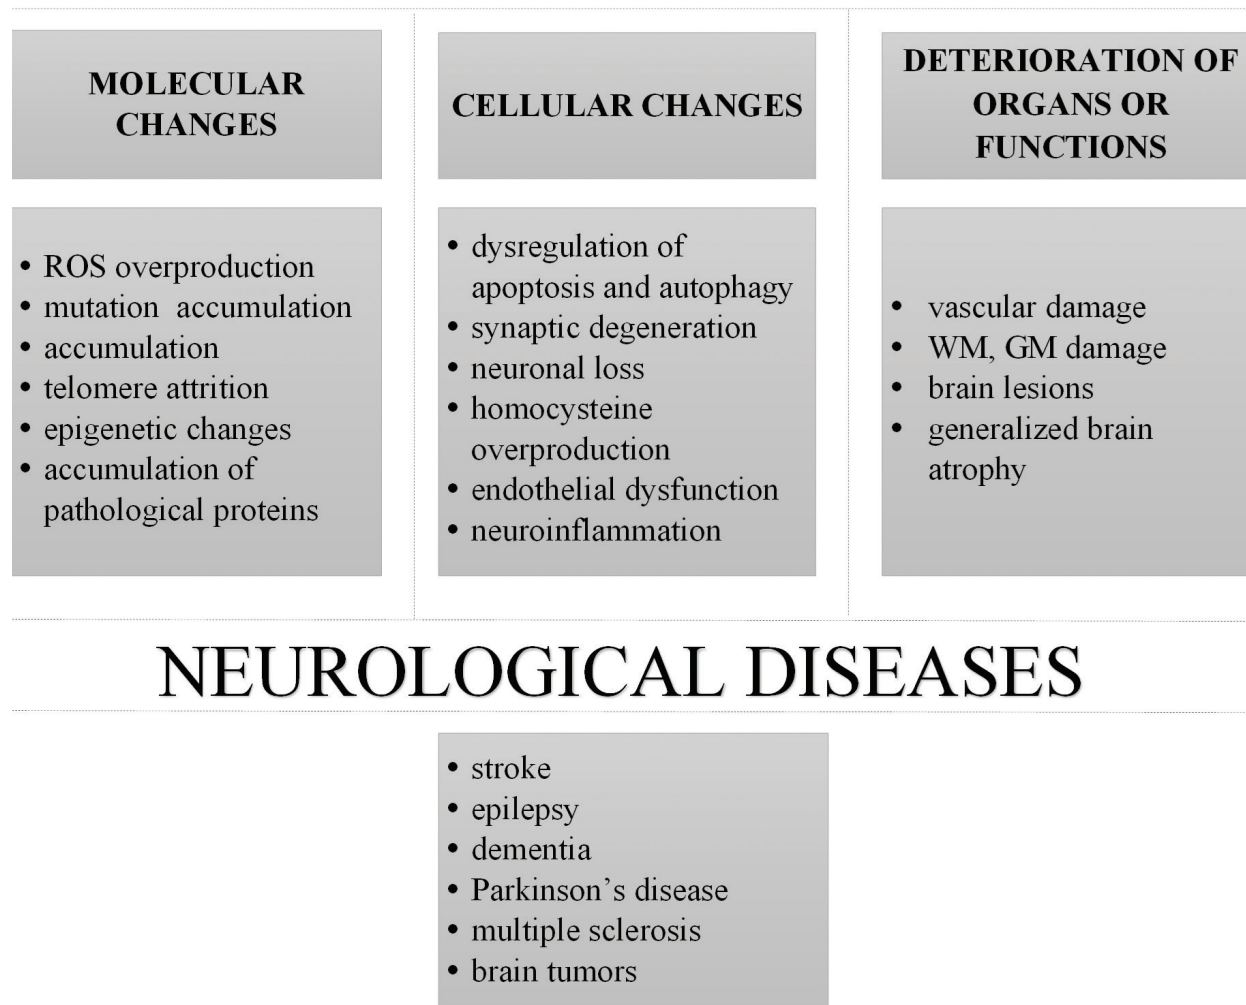 MOLECULAR
CHANGES
• ROS overproduction
• mutation accumulation
• accumulation
• telomere attrition
• epigenetic changes
• accumulation of
pathological proteins
CELLULAR CHANGES
• dysregulation of
apoptosis and autophagy
• synaptic degeneration
• neuronal loss
• homocysteine
overproduction
• endothelial dysfunction
• neuroinflammation
DETERIORATION OF
ORGANS OR
FUNCTIONS
• vascular damage
• WM, GM damage
• brain lesions
• generalized brain
atrophy
NEUROLOGICAL DISEASES
• stroke
• epilepsy
• dementia
• Parkinson’s disease
• multiple sclerosis
• brain tumors